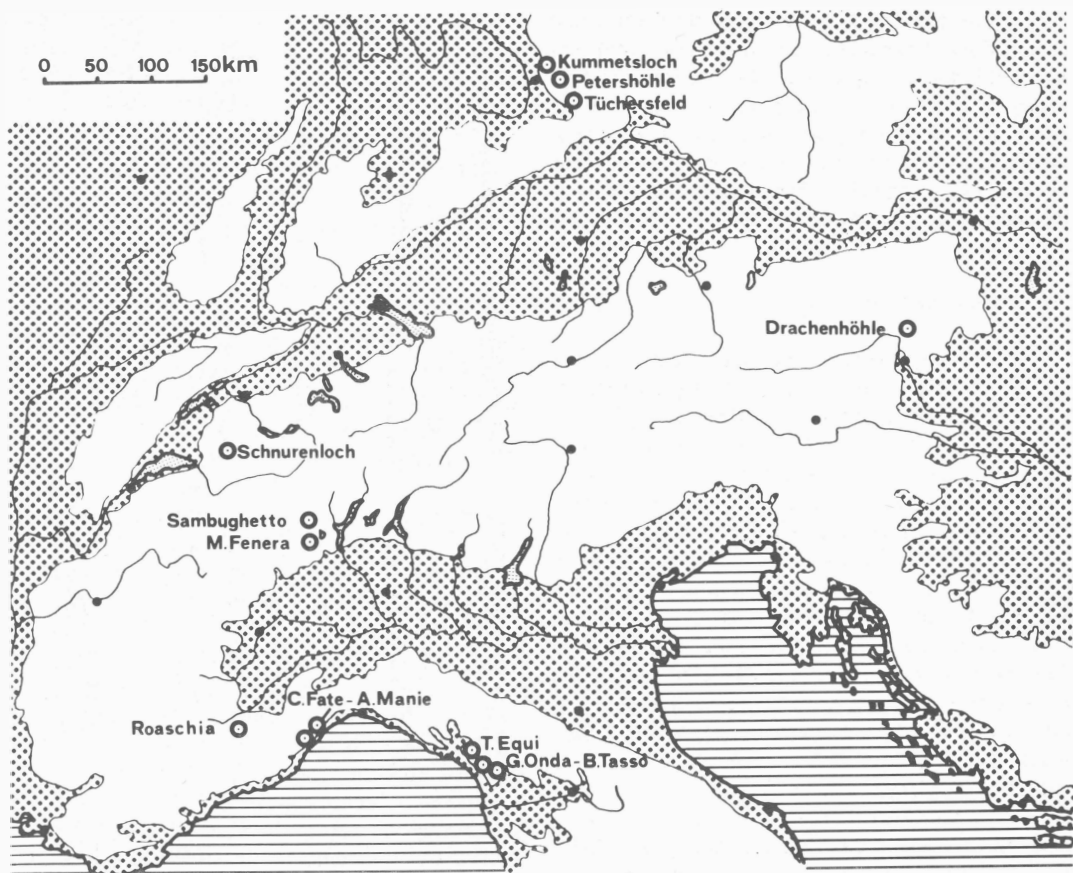 0 50 100 150km
Kummetsloch
Petershöhle
Tüchersfeld
Drachenhöhle
Schnurenloch
Sambughetto
M.Fenera
C.Fate-A.Manie
Roaschia
T.Equi
G.Onda-B.Tasso